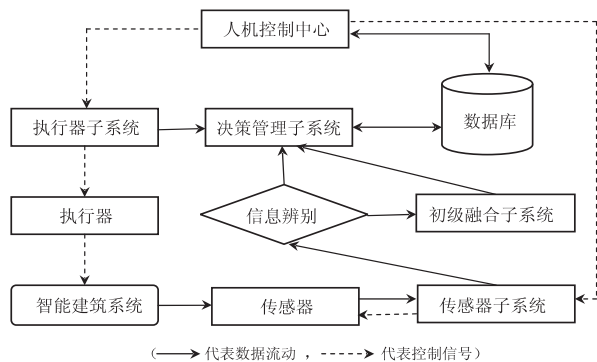 人机控制中心
执行器子系统
决策管理子系统
数据库
执行器
信息辨别
初级融合子系统
智能建筑系统
传感器
传感器子系统
（ 代表数据流动 ， 代表控制信号）